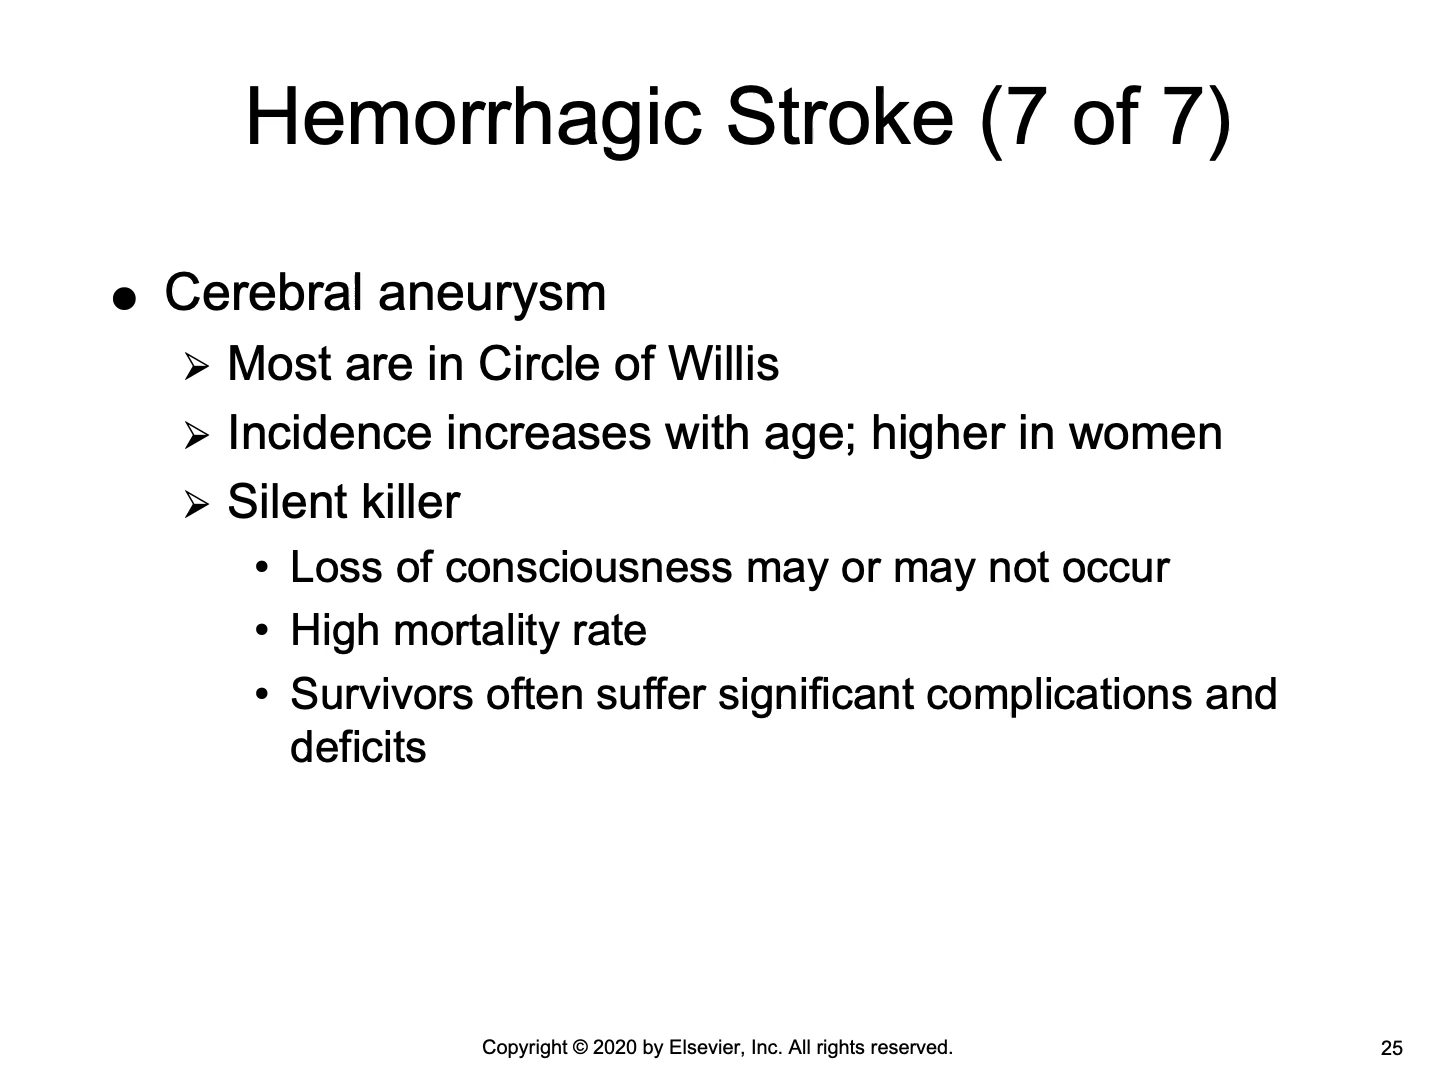 Hemorrhagic Stroke (7 of 7)
● Cerebral aneurysm
➢ Most are in Circle of Willis
➢ Incidence increases with age; higher in women
➢ Silent killer
• Loss of consciousness may or may not occur
• High mortality rate
• Survivors often suffer significant complications and
deficits
Copyright © 2020 by Elsevier, Inc. All rights reserved.
25